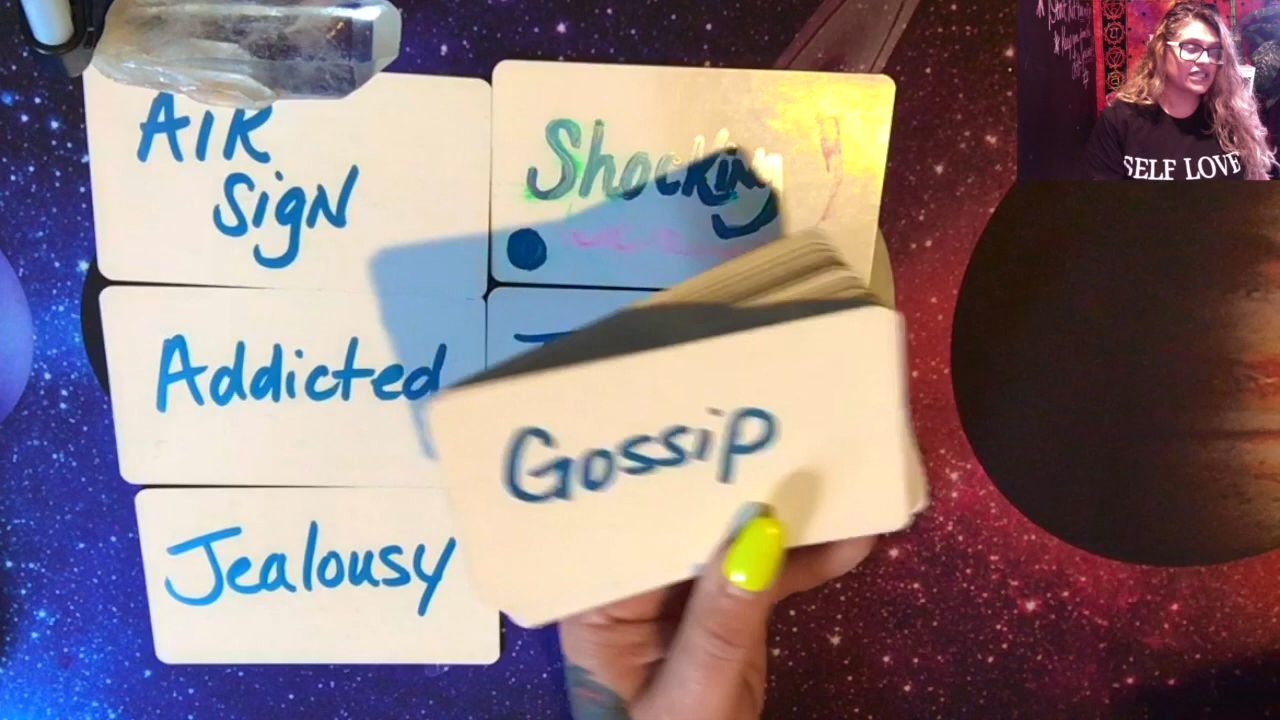 AIR
SigN
Shocking !
Addicted
Gossip
Jealousy
SELF LOVE